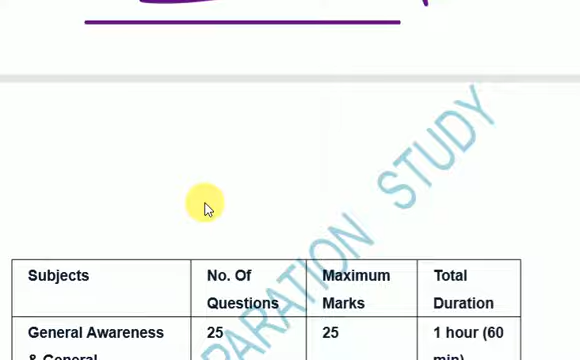 STUDY
PARATION
Subjects No. Of Maximum Total
Questions Marks Duration
General Awareness 25 25 1 hour (60
& General min)